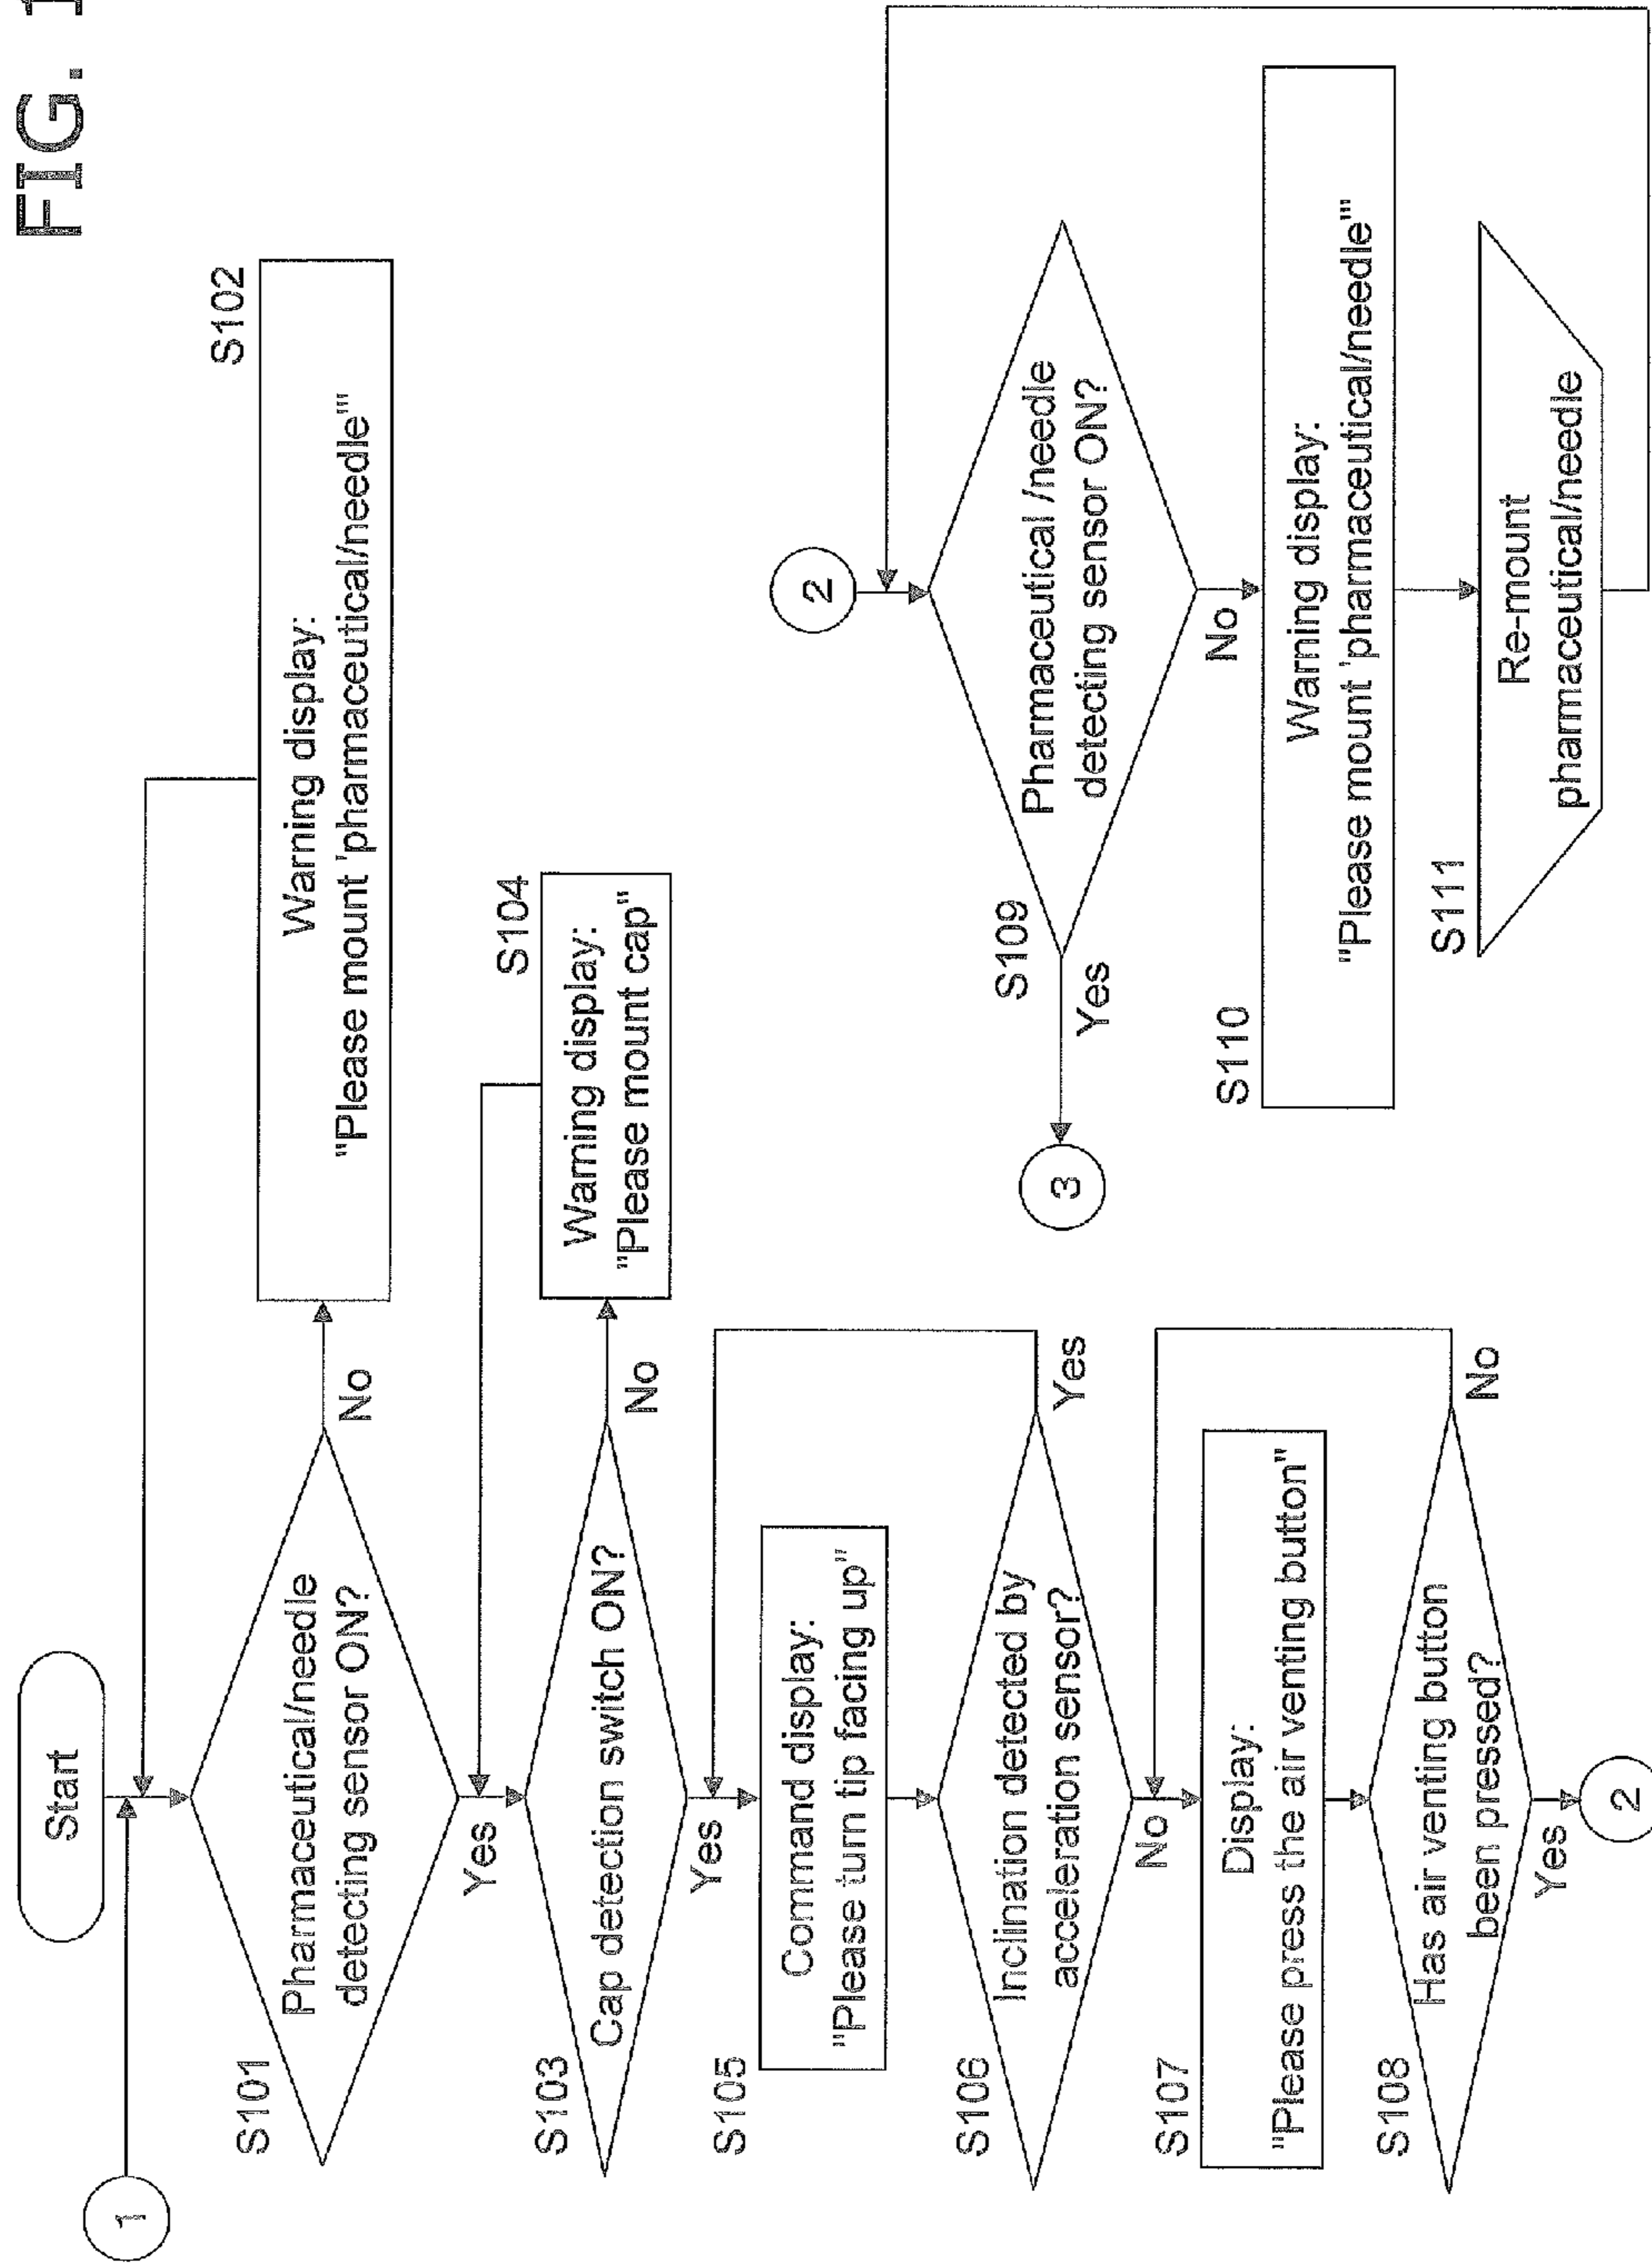 FIG. 1
Start
1
S101
Pharmaceutical/needle
detecting sensor ON?
No
Yes
S102
Warning display:
"Please mount 'pharmaceutical/needle'"
S103
Cap detection switch ON?
No
Yes
S104
Warning display:
"Please mount cap"
S105
Command display:
"Please turn tip facing up"
S106
Inclination detected by
acceleration sensor?
Yes
No
S107
Display:
"Please press the air venting button"
S108
Has air venting button
been pressed?
No
Yes
2
2
S109
Pharmaceutical /needle
detecting sensor ON?
Yes
3
No
S110
Warning display:
"Please mount 'pharmaceutical/needle'"
S111
Re-mount
pharmaceutical/needle